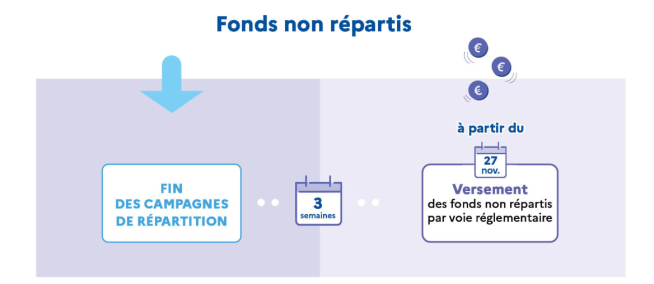 Fonds non répartis
€
€
€
à partir du
27
nov.
FIN
DES CAMPAGNES
DE RÉPARTITION
3
semaines
Versement
des fonds non répartis
par voie réglementaire